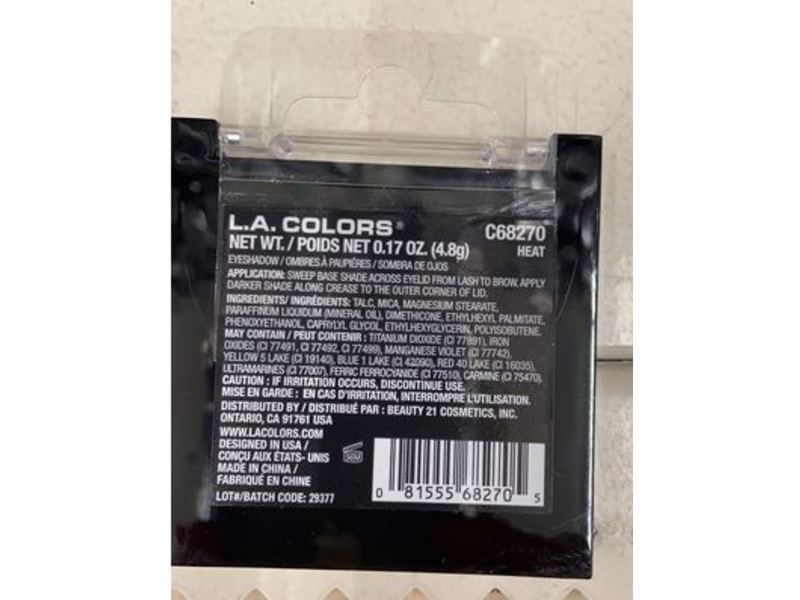 L.A. COLORS®
C68270
NET WT. / POIDS NET 0.17 OZ. (4.8g)
HEAT
EYESHADOW / OMBRES À PAUPIÈRES / SOMBRA DE OJOS
APPLICATION: SWEEP BASE SHADE ACROSS EYELID FROM LASH TO BROW. APPLY
DARKER SHADE ALONG CREASE TO THE OUTER CORNER OF LID.
INGREDIENTS/ INGRÉDIENTS: TALC, MICA, MAGNESIUM STEARATE,
PARAFFINUM LIQUIDUM (MINERAL OIL), DIMETHICONE, ETHYLHEXYL PALMITATE,
PHENOXYETHANOL, CAPRYLYL GLYCOL, ETHYLHEXYLGLYCERIN, POLYISOBUTENE.
MAY CONTAIN / PEUT CONTENIR : TITANIUM DIOXIDE (CI 77891), IRON
OXIDES (CI 77491, CI 77492, CI 77499), MANGANESE VIOLET (CI 77742),
YELLOW 5 LAKE (CI 19140), BLUE 1 LAKE (CI 42090), RED 40 LAKE (CI 16035),
ULTRAMARINES (CI 77007), FERRIC FERROCYANIDE (CI 77510), CARMINE (CI 75470).
CAUTION : IF IRRITATION OCCURS, DISCONTINUE USE.
MISE EN GARDE : EN CAS D'IRRITATION, INTERROMPRE L'UTILISATION.
DISTRIBUTED BY / DISTRIBUÉ PAR : BEAUTY 21 COSMETICS, INC.
ONTARIO, CA 91761 USA
WWW.LACOLORS.COM
DESIGNED IN USA /
CONÇU AUX ÉTATS- UNIS
MADE IN CHINA /
FABRIQUÉ EN CHINE
LOT#/BATCH CODE: 29377
0 81555 68270 5